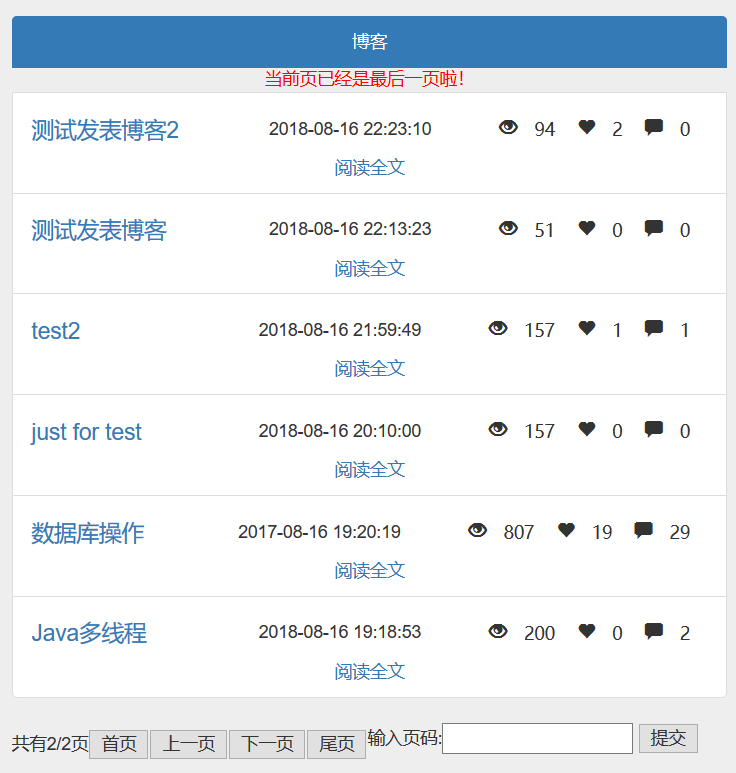 博客
当前页已经是最后一页啦!
测试发表博客2 2018-08-16 22:23:10 94 2 0
阅读全文
测试发表博客 2018-08-16 22:13:23 51 0 0
阅读全文
test2 2018-08-16 21:59:49 157 1 1
阅读全文
just for test 2018-08-16 20:10:00 157 0 0
阅读全文
数据库操作 2017-08-16 19:20:19 807 19 29
阅读全文
Java多线程 2018-08-16 19:18:53 200 0 2
阅读全文
共有2/2页 首页 上一页 下一页 尾页 输入页码: 提交